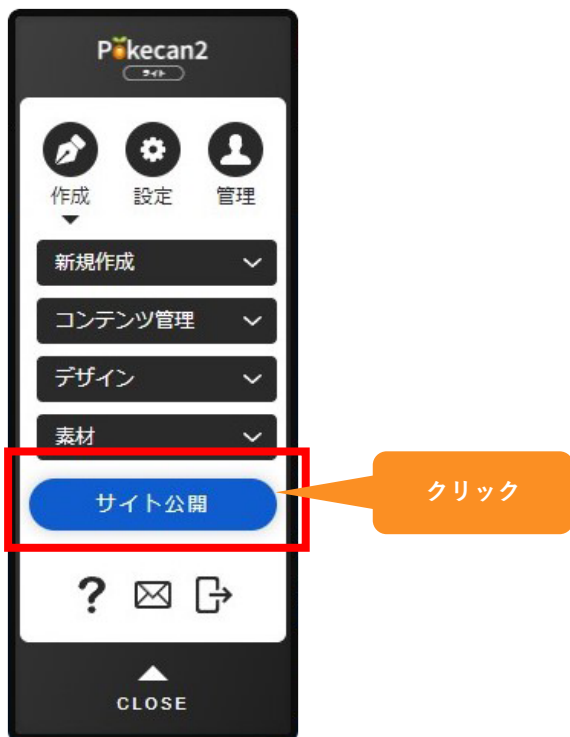 Pokecan2
ライト
作成 設定 管理
新規作成
コンテンツ管理
デザイン
素材
サイト公開
クリック
?
CLOSE